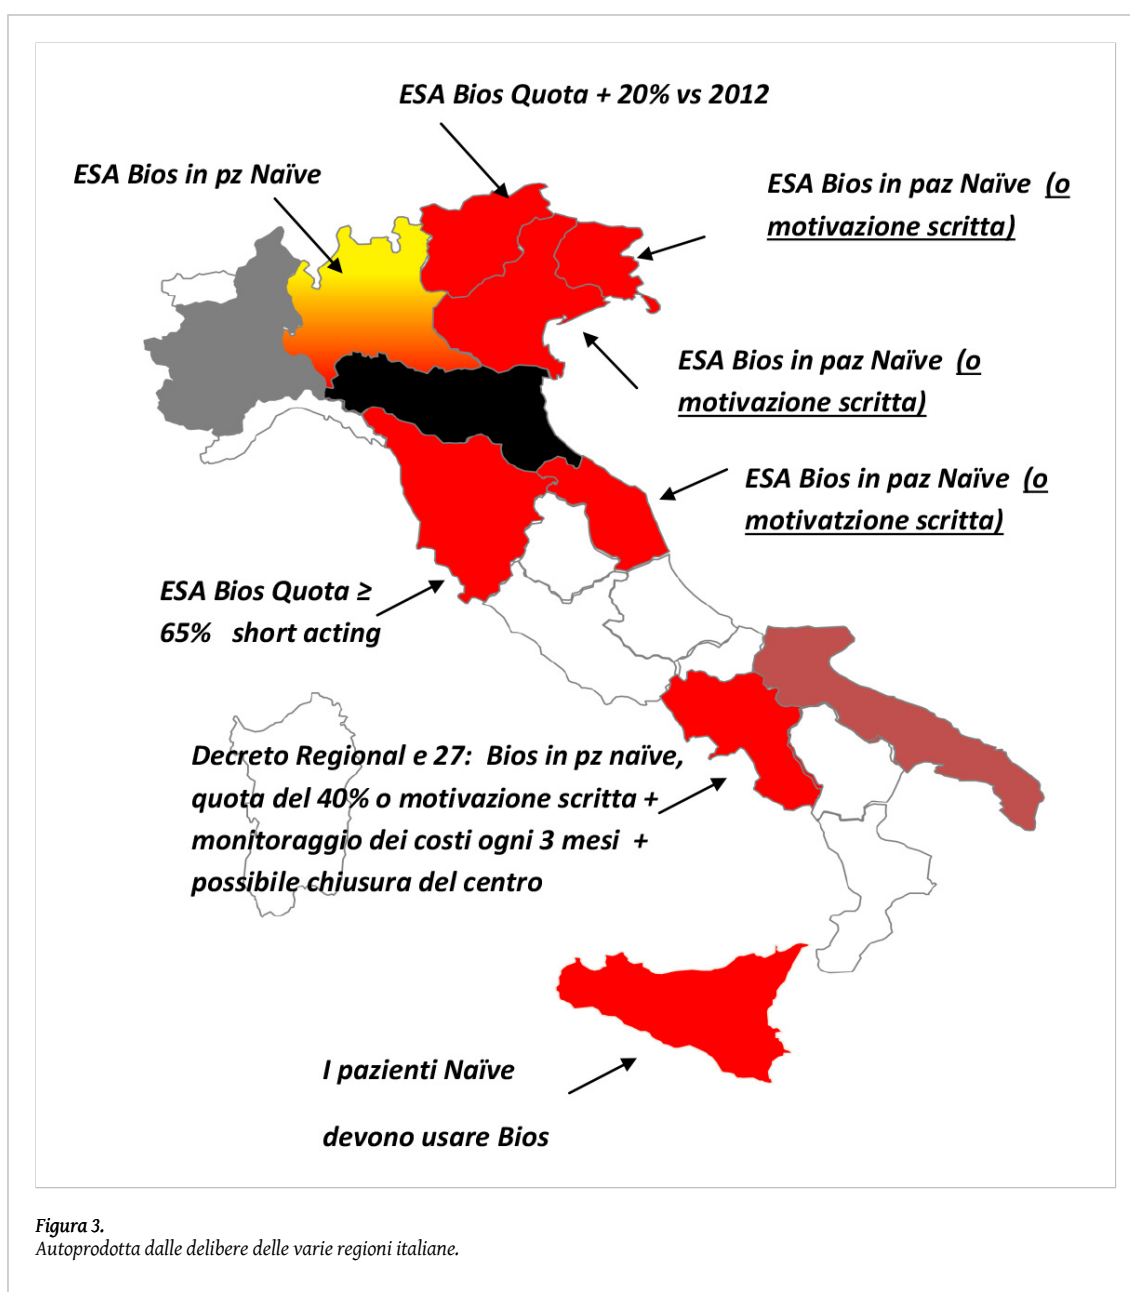 ESA Bios Quota + 20% vs 2012
ESA Bios in pz Naïve
ESA Bios in paz Naïve (o
motivazione scritta)
ESA Bios in paz Naïve (o
motivazione scritta)
ESA Bios in paz Naïve (o
motivatzione scritta)
ESA Bios Quota ≥
65% short acting
Decreto Regional e 27: Bios in pz naïve,
quota del 40% o motivazione scritta +
monitoraggio dei costi ogni 3 mesi +
possibile chiusura del centro
I pazienti Naïve
devono usare Bios
Figura 3.
Autoprodotta dalle delibere delle varie regioni italiane.